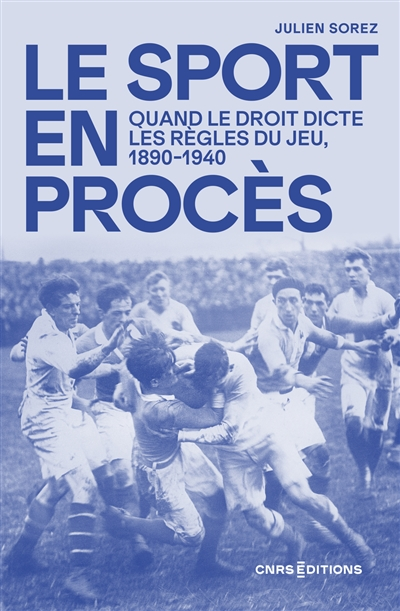 JULIEN SOREZ
LE SPORT
EN
QUAND LE DROIT DICTE
LES RÈGLES DU JEU,
1890-1940
PROCÈS
CNRS ÉDITIONS